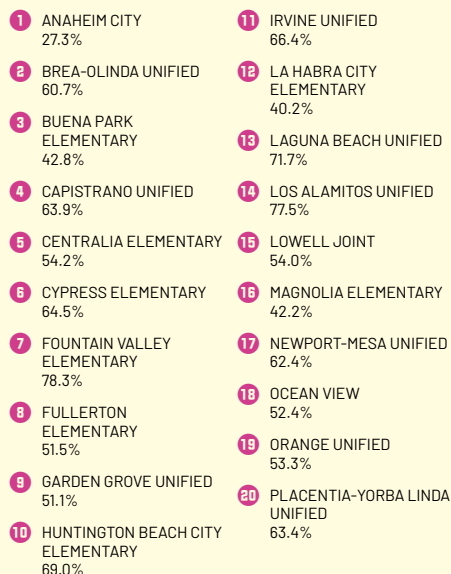 1 ANAHEIM CITY
27.3%
2 BREA-OLINDA UNIFIED
60.7%
3 BUENA PARK
ELEMENTARY
42.8%
4 CAPISTRANO UNIFIED
63.9%
5 CENTRALIA ELEMENTARY
54.2%
6 CYPRESS ELEMENTARY
64.5%
7 FOUNTAIN VALLEY
ELEMENTARY
78.3%
8 FULLERTON
ELEMENTARY
51.5%
9 GARDEN GROVE UNIFIED
51.1%
10 HUNTINGTON BEACH CITY
ELEMENTARY
69.0%
11 IRVINE UNIFIED
66.4%
12 LA HABRA CITY
ELEMENTARY
40.2%
13 LAGUNA BEACH UNIFIED
71.7%
14 LOS ALAMITOS UNIFIED
77.5%
15 LOWELL JOINT
54.0%
16 MAGNOLIA ELEMENTARY
42.2%
17 NEWPORT-MESA UNIFIED
62.4%
18 OCEAN VIEW
52.4%
19 ORANGE UNIFIED
53.3%
20 PLACENTIA-YORBA LINDA
UNIFIED
63.4%